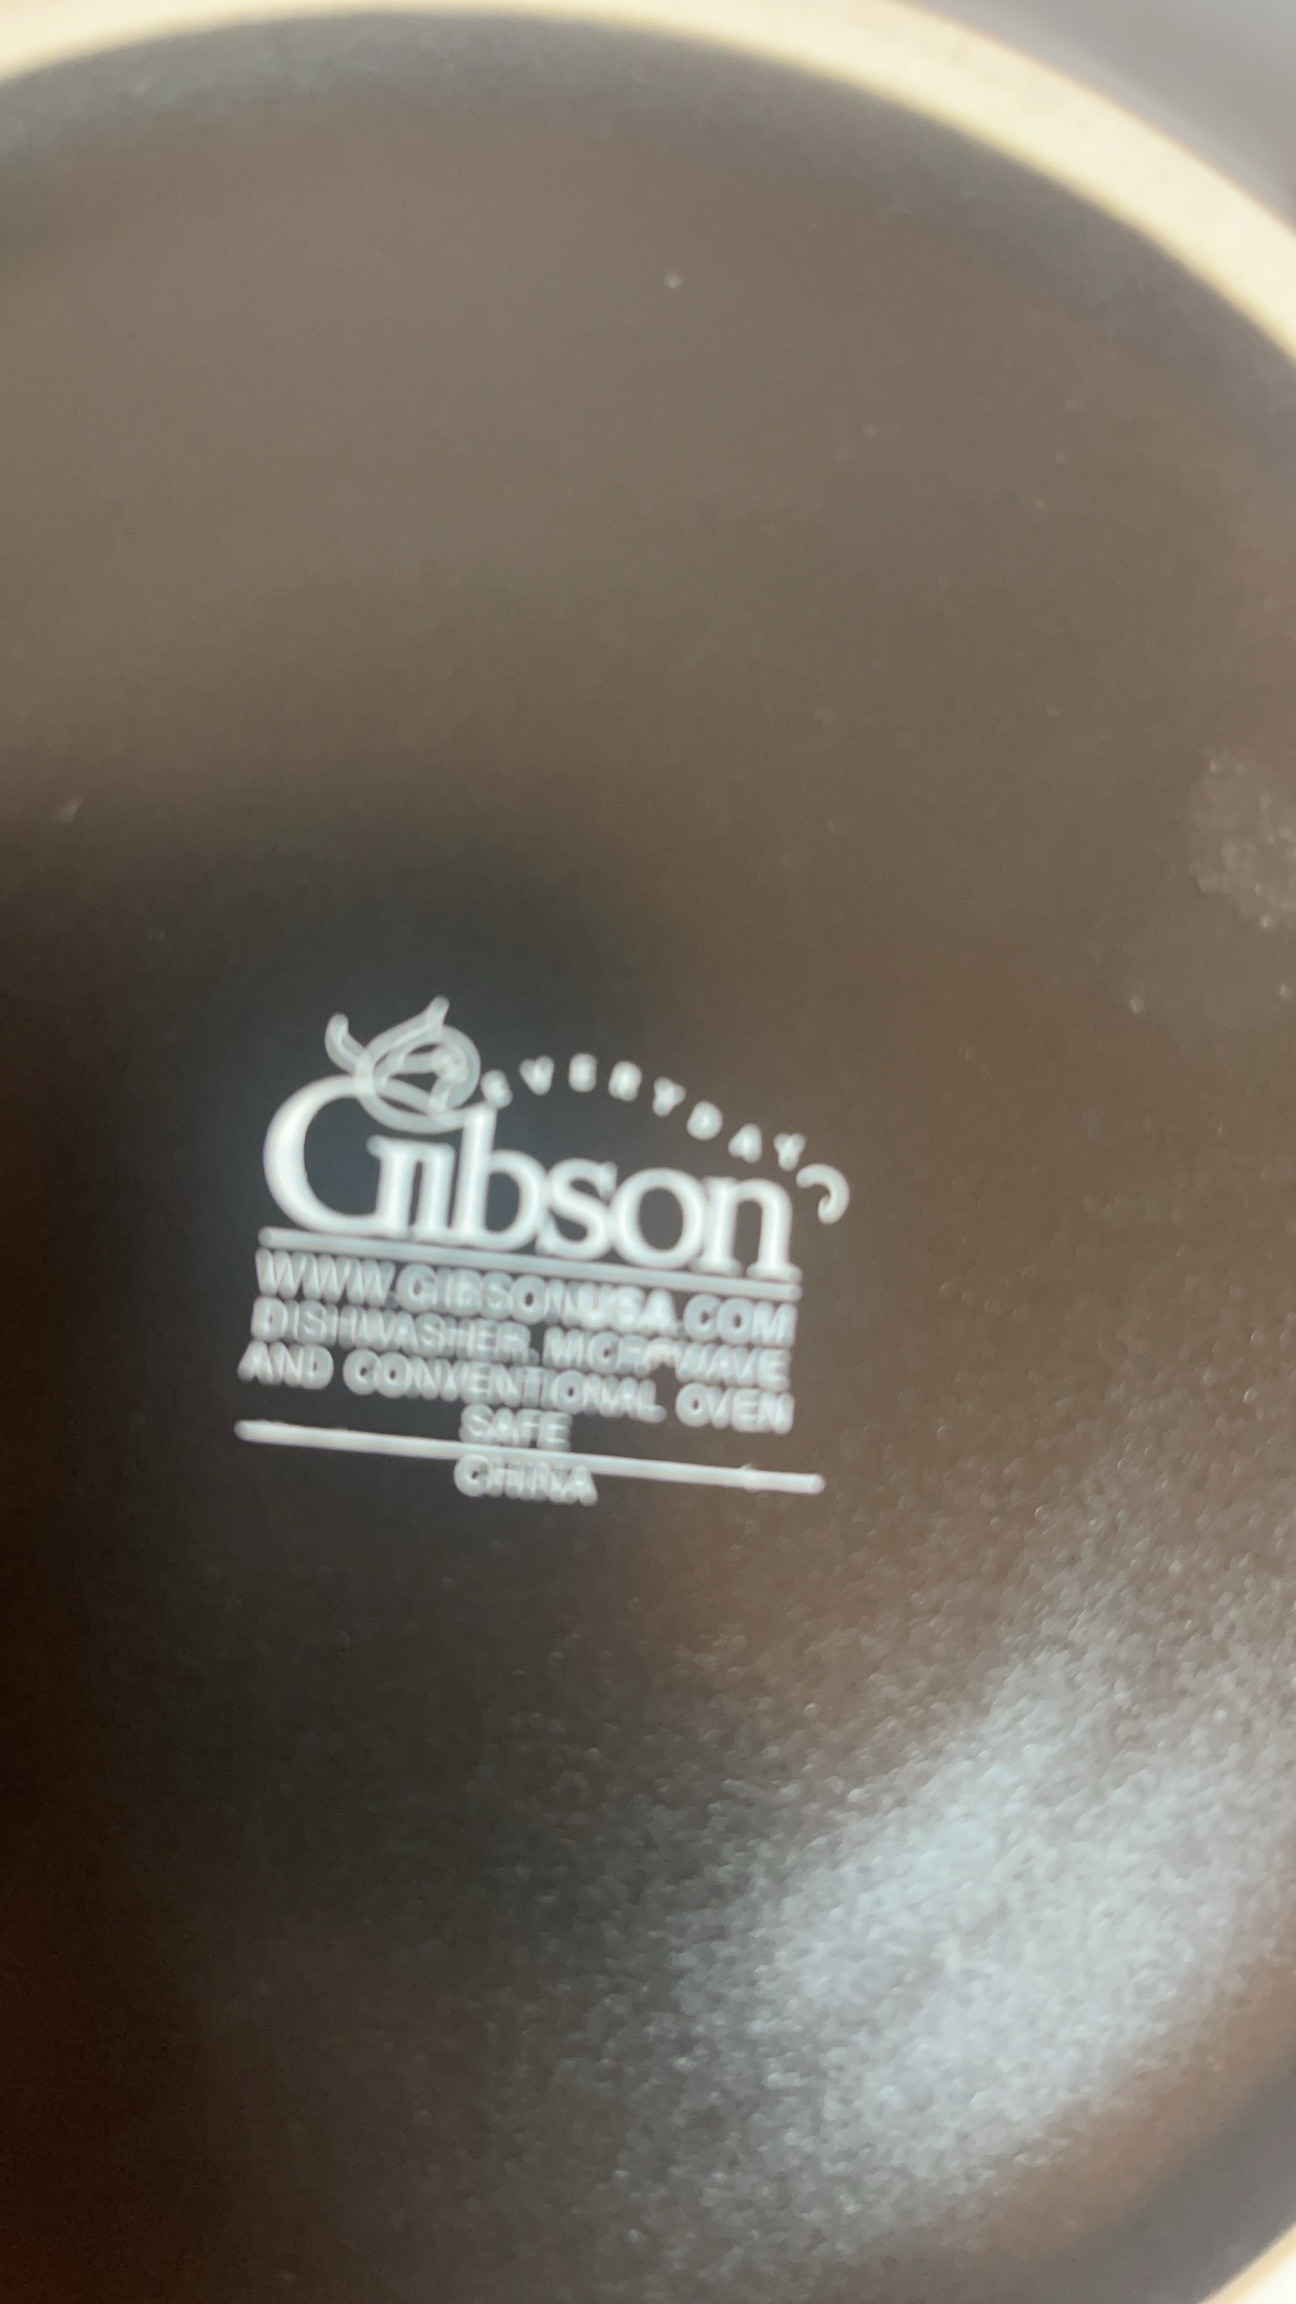 EVERYDAY
Gibson
WWW.GIBSONUSA.COM
DISHWASHER, MICROWAVE
AND CONVENTIONAL OVEN
SAFE
CHINA